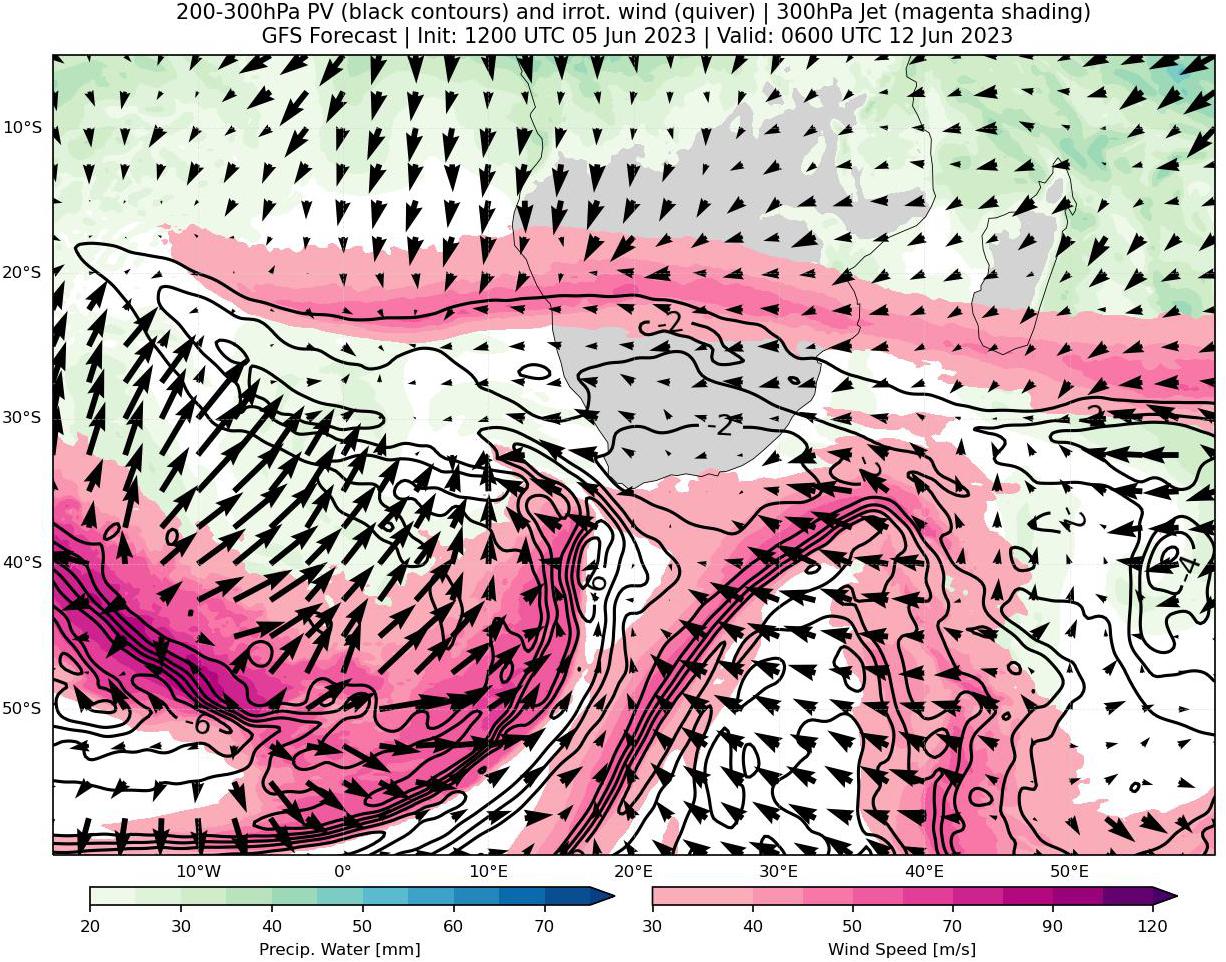 200-300hPa PV (black contours) and irrot. wind (quiver) | 300hPa Jet (magenta shading)
GFS Forecast | Init: 1200 UTC 05 Jun 2023 | Valid: 0600 UTC 12 Jun 2023
10°S
20°S
-2
30°S
-2
-2
40°S
-6
-4
50°S
-6
10°W 0° 10°E 20°E 30°E 40°E 50°E
20 30 40 50 60 70
30 40 50 70 90 120
Precip. Water [mm]
Wind Speed [m/s]